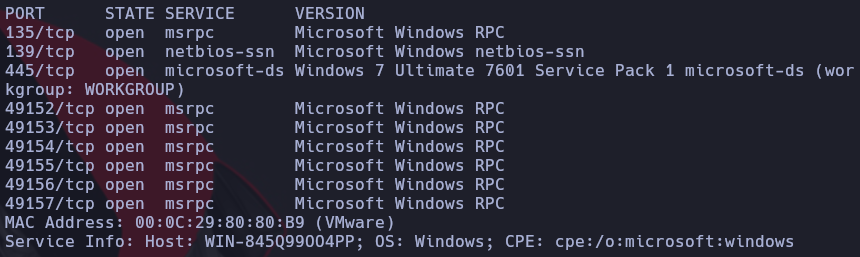 PORT      STATE SERVICE      VERSION
135/tcp   open  msrpc        Microsoft Windows RPC
139/tcp   open  netbios-ssn  Microsoft Windows netbios-ssn
445/tcp   open  microsoft-ds Windows 7 Ultimate 7601 Service Pack 1 microsoft-ds (wor
kgroup: WORKGROUP)
49152/tcp open  msrpc        Microsoft Windows RPC
49153/tcp open  msrpc        Microsoft Windows RPC
49154/tcp open  msrpc        Microsoft Windows RPC
49155/tcp open  msrpc        Microsoft Windows RPC
49156/tcp open  msrpc        Microsoft Windows RPC
49157/tcp open  msrpc        Microsoft Windows RPC
MAC Address: 00:0C:29:80:80:B9 (VMware)
Service Info: Host: WIN-845Q99OO4PP; OS: Windows; CPE: cpe:/o:microsoft:windows